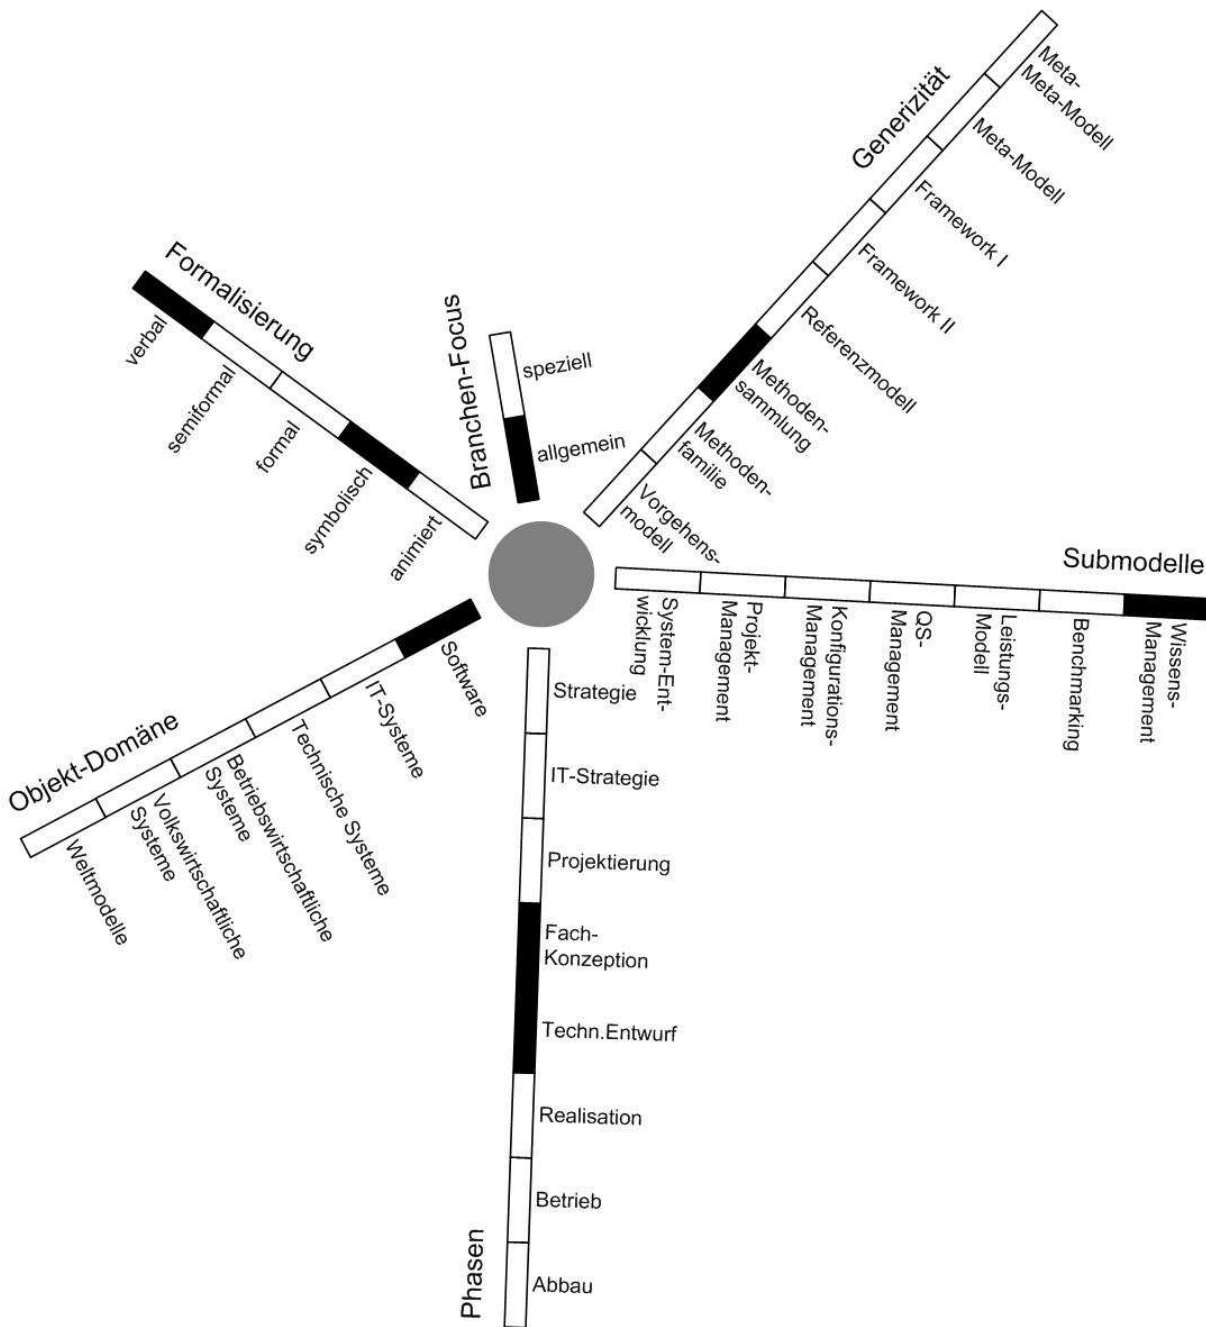 Generizität
Meta-
Meta-Modell
Meta-Modell
Framework I
Framework II
Referenzmodell
Methoden-
sammlung
Methoden-
familie
Vorgehens-
modell
Formalisierung
verbal
semiformal
formal
symbolisch
animiert
Branchen-Focus
speziell
allgemein
Submodelle
System-Ent-
wicklung
Projekt-
Management
Konfigurations-
Management
QS-
Management
Leistungs-
Modell
Benchmarking
Wissens-
Management
Objekt-Domäne
Software
IT-Systeme
Technische Systeme
Betriebswirtschaftliche
Systeme
Volkswirtschaftliche
Systeme
Weltmodelle
Phasen
Strategie
IT-Strategie
Projektierung
Fach-
Konzeption
Techn.Entwurf
Realisation
Betrieb
Abbau